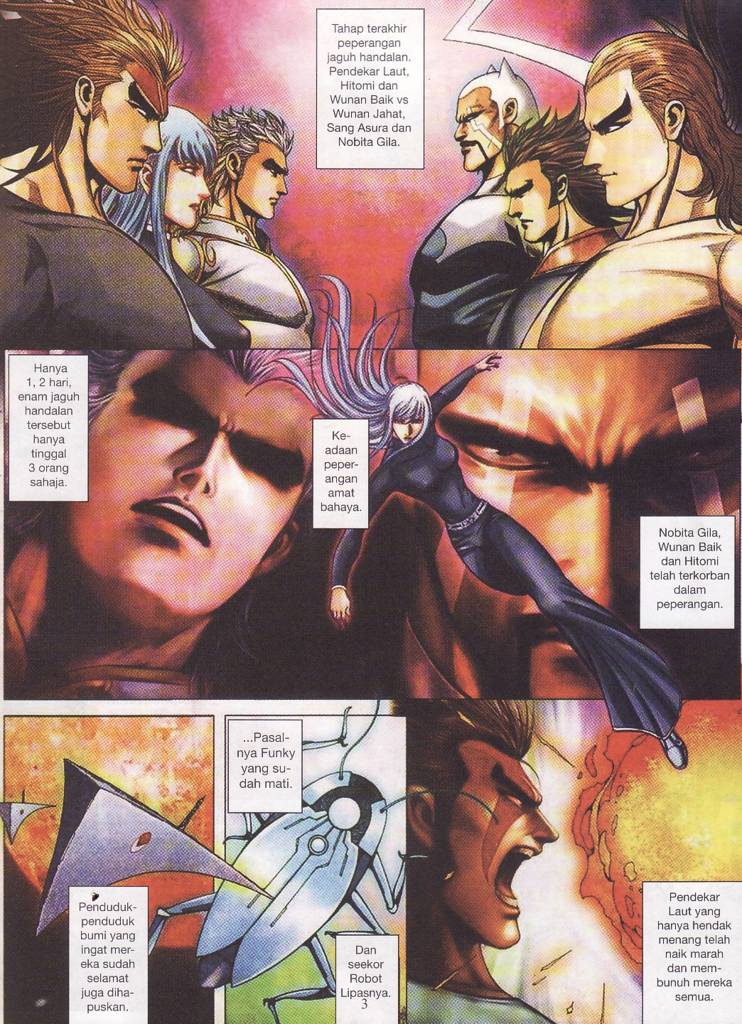 Tahap terakhir
peperangan
jaguh handalan.
Pendekar Laut,
Hitomi dan
Wunan Baik vs
Wunan Jahat,
Sang Asura dan
Nobita Gila.
Hanya
1, 2 hari,
enam jaguh
handalan
tersebut
hanya
tinggal
3 orang
sahaja.
Ke-
adaan
peper-
angan
amat
bahaya.
Nobita Gila,
Wunan Baik
dan Hitomi
telah terkorban
dalam
peperangan.
Penduduk-
penduduk
bumi yang
ingat mer-
eka sudah
selamat
juga diha-
puskan.
...Pasal-
nya Funky
yang su-
dah mati.
Dan
seekor
Robot
Lipasnya.
3
Pendekar
Laut yang
hanya hendak
menang telah
naik marah
dan mem-
bunuh mereka
semua.